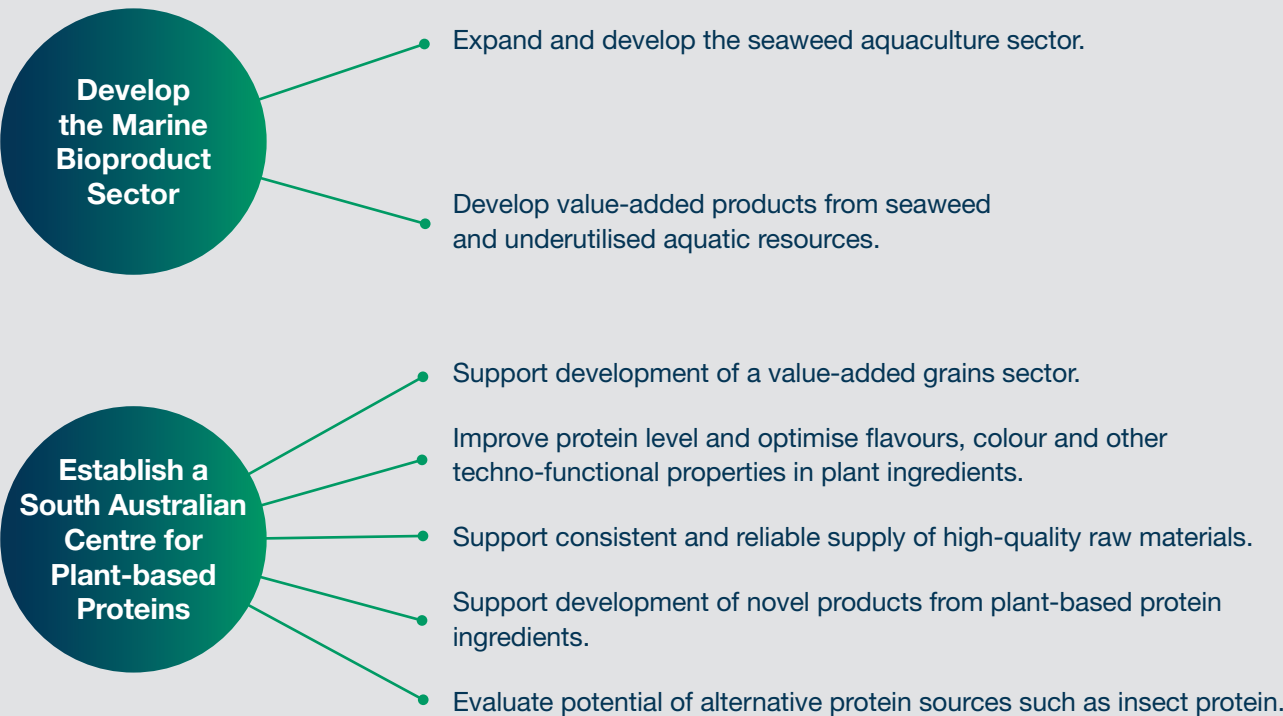 Develop
the Marine
Bioproduct
Sector
Expand and develop the seaweed aquaculture sector.
Develop value-added products from seaweed
and underutilised aquatic resources.
Establish a
South Australian
Centre for
Plant-based
Proteins
Support development of a value-added grains sector.
Improve protein level and optimise flavours, colour and other
techno-functional properties in plant ingredients.
Support consistent and reliable supply of high-quality raw materials.
Support development of novel products from plant-based protein
ingredients.
Evaluate potential of alternative protein sources such as insect protein.